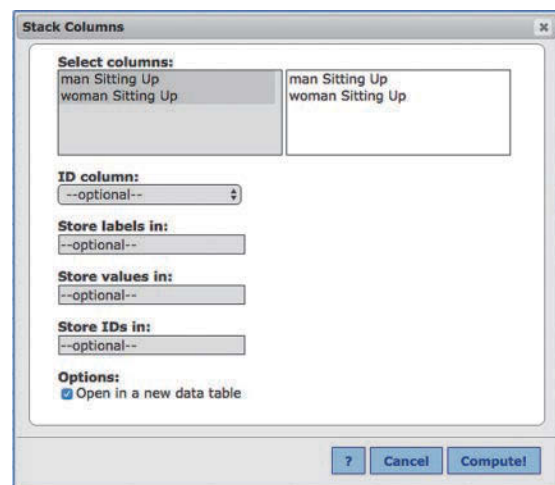 Stack Columns
×
Select columns:
man Sitting Up
woman Sitting Up
man Sitting Up
woman Sitting Up
ID column:
--optional--
Store labels in:
--optional--
Store values in:
--optional--
Store IDs in:
--optional--
Options:
Open in a new data table
? Cancel Compute!